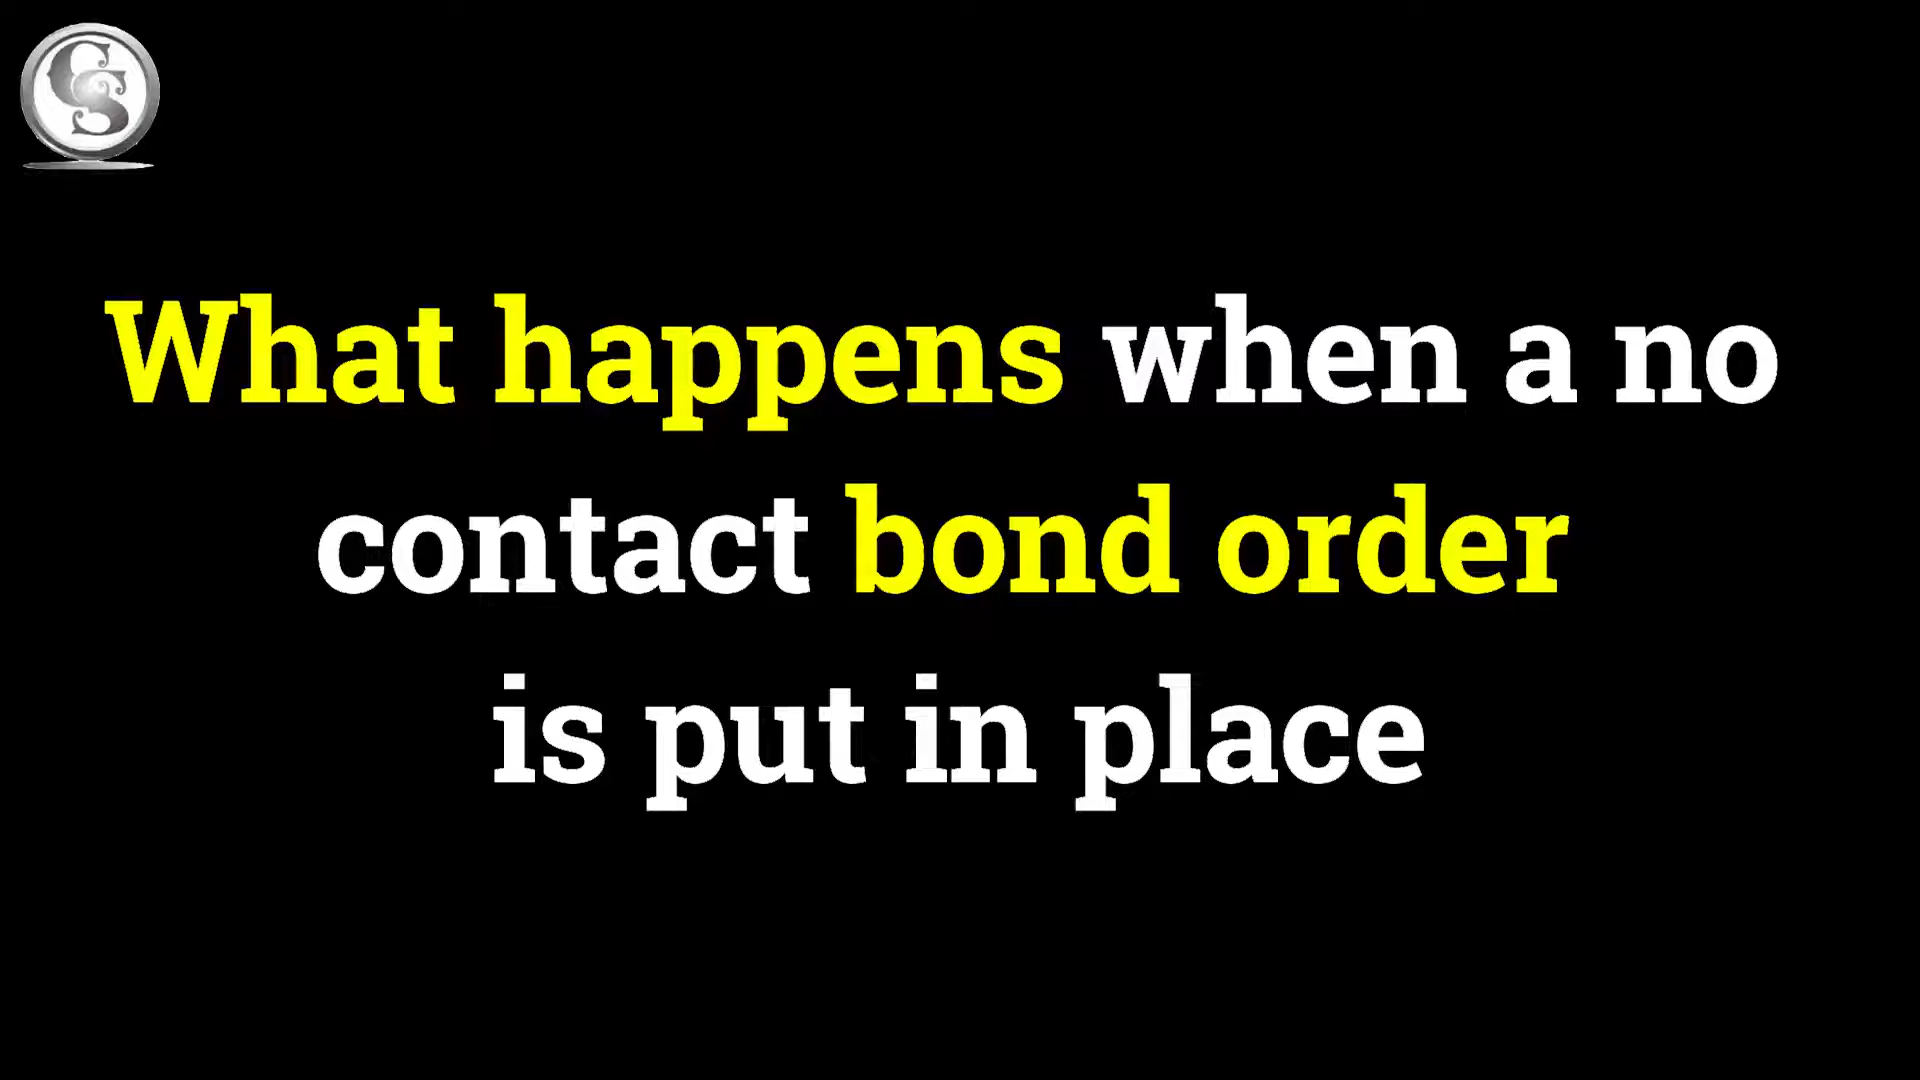 What happens when a no
contact bond order
is put in place